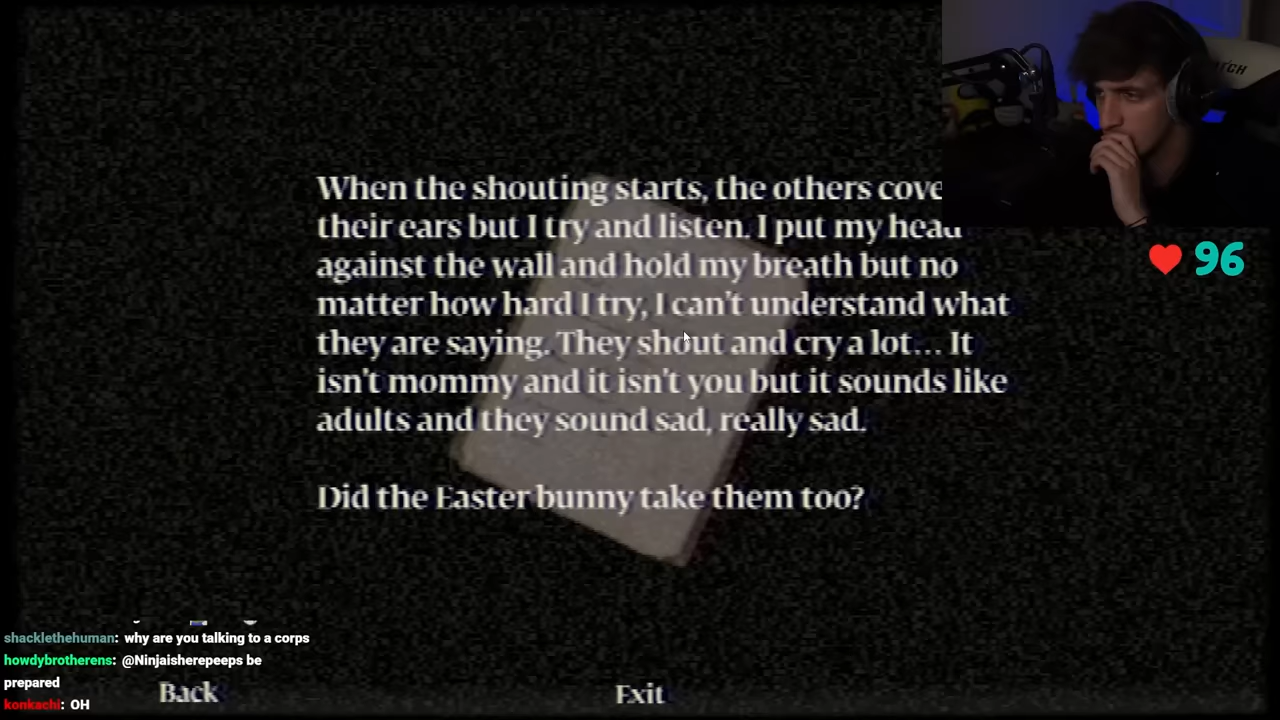 When the shouting starts, the others cove
their ears but I try and listen. I put my head
against the wall and hold my breath but no
matter how hard I try, I can't understand what
they are saying. They shout and cry a lot... It
isn't mommy and it isn't you but it sounds like
adults and they sound sad, really sad.
Did the Easter bunny take them too?
96
shacklethehuman: why are you talking to a corps
howdybrotherens: @Ninjaisherepeeps be
prepared
konkachi: OH
Back
Exit